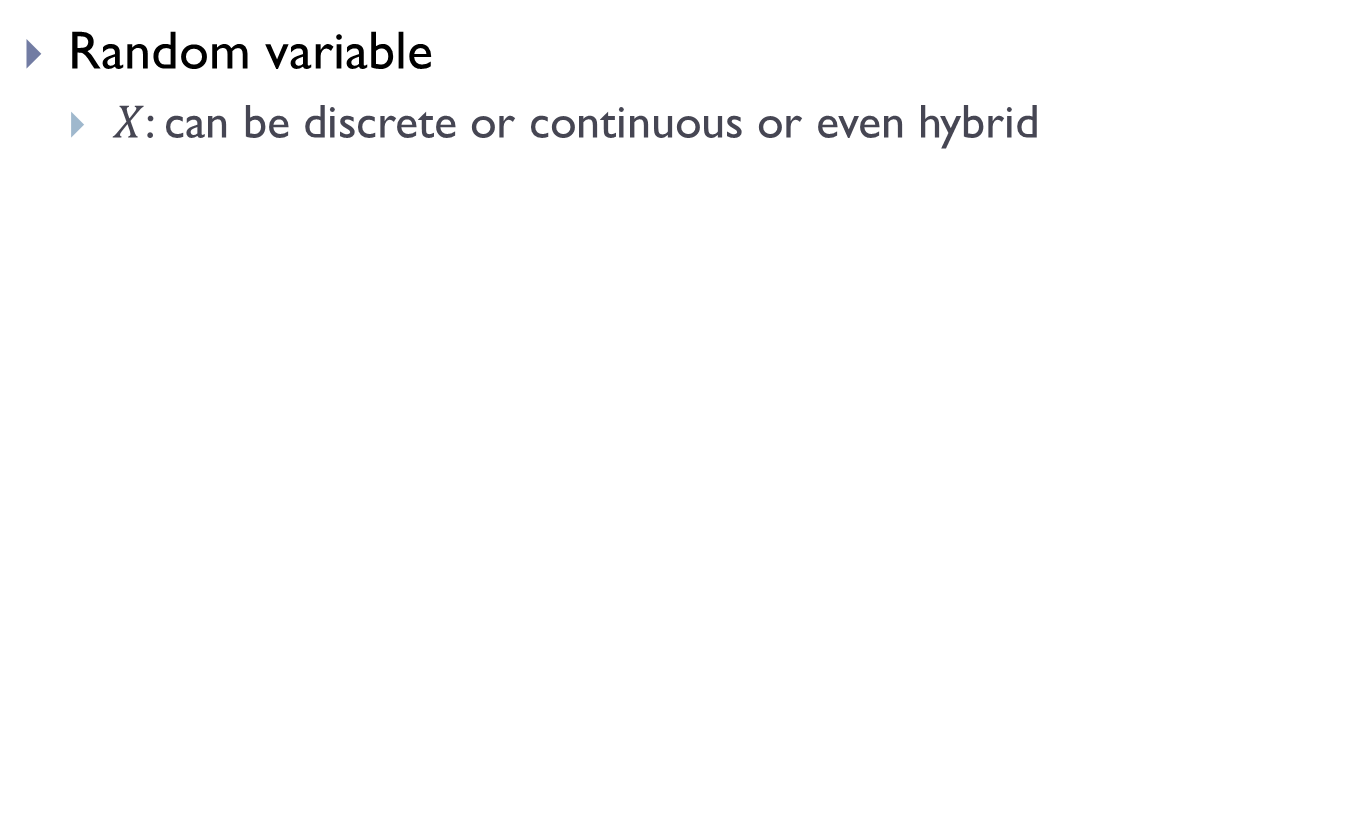 Random variable
X: can be discrete or continuous or even hybrid